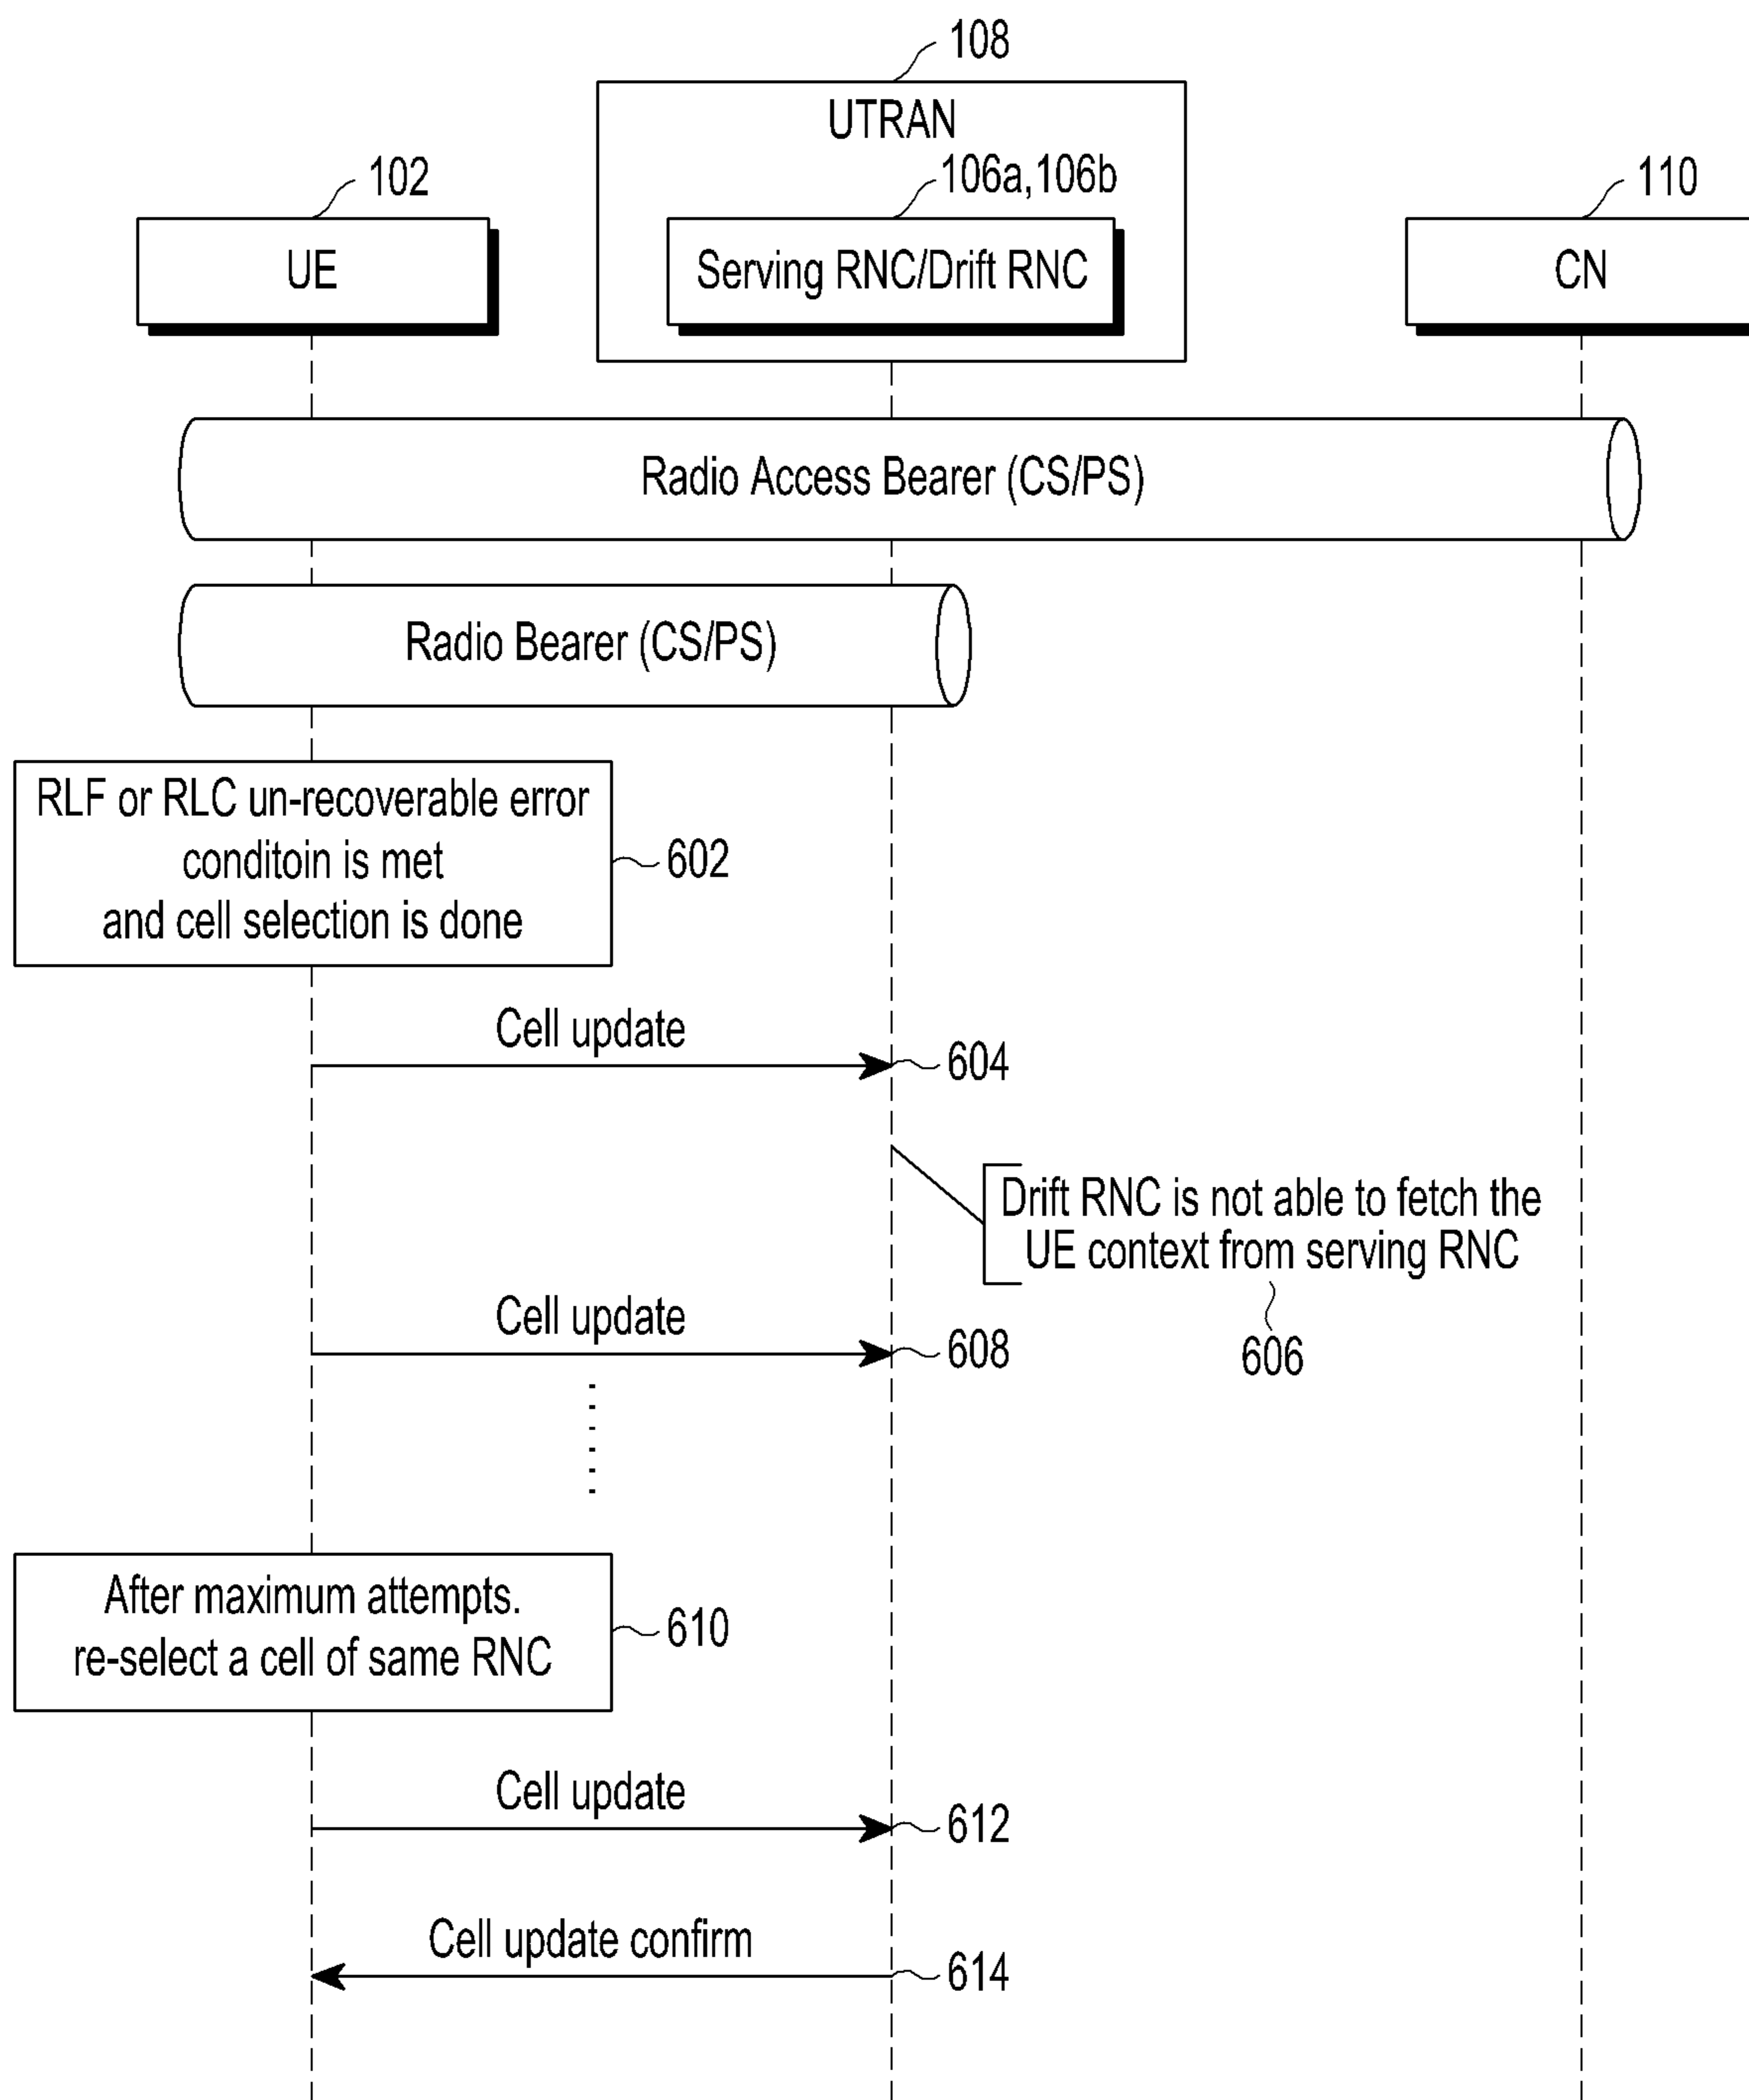 108
UTRAN
102
106a,106b
110
UE
Serving RNC/Drift RNC
CN
Radio Access Bearer (CS/PS)
Radio Bearer (CS/PS)
RLF or RLC un-recoverable error
conditoin is met
and cell selection is done
602
Cell update
604
Drift RNC is not able to fetch the
UE context from serving RNC
606
Cell update
608
After maximum attempts.
re-select a cell of same RNC
610
Cell update
612
Cell update confirm
614